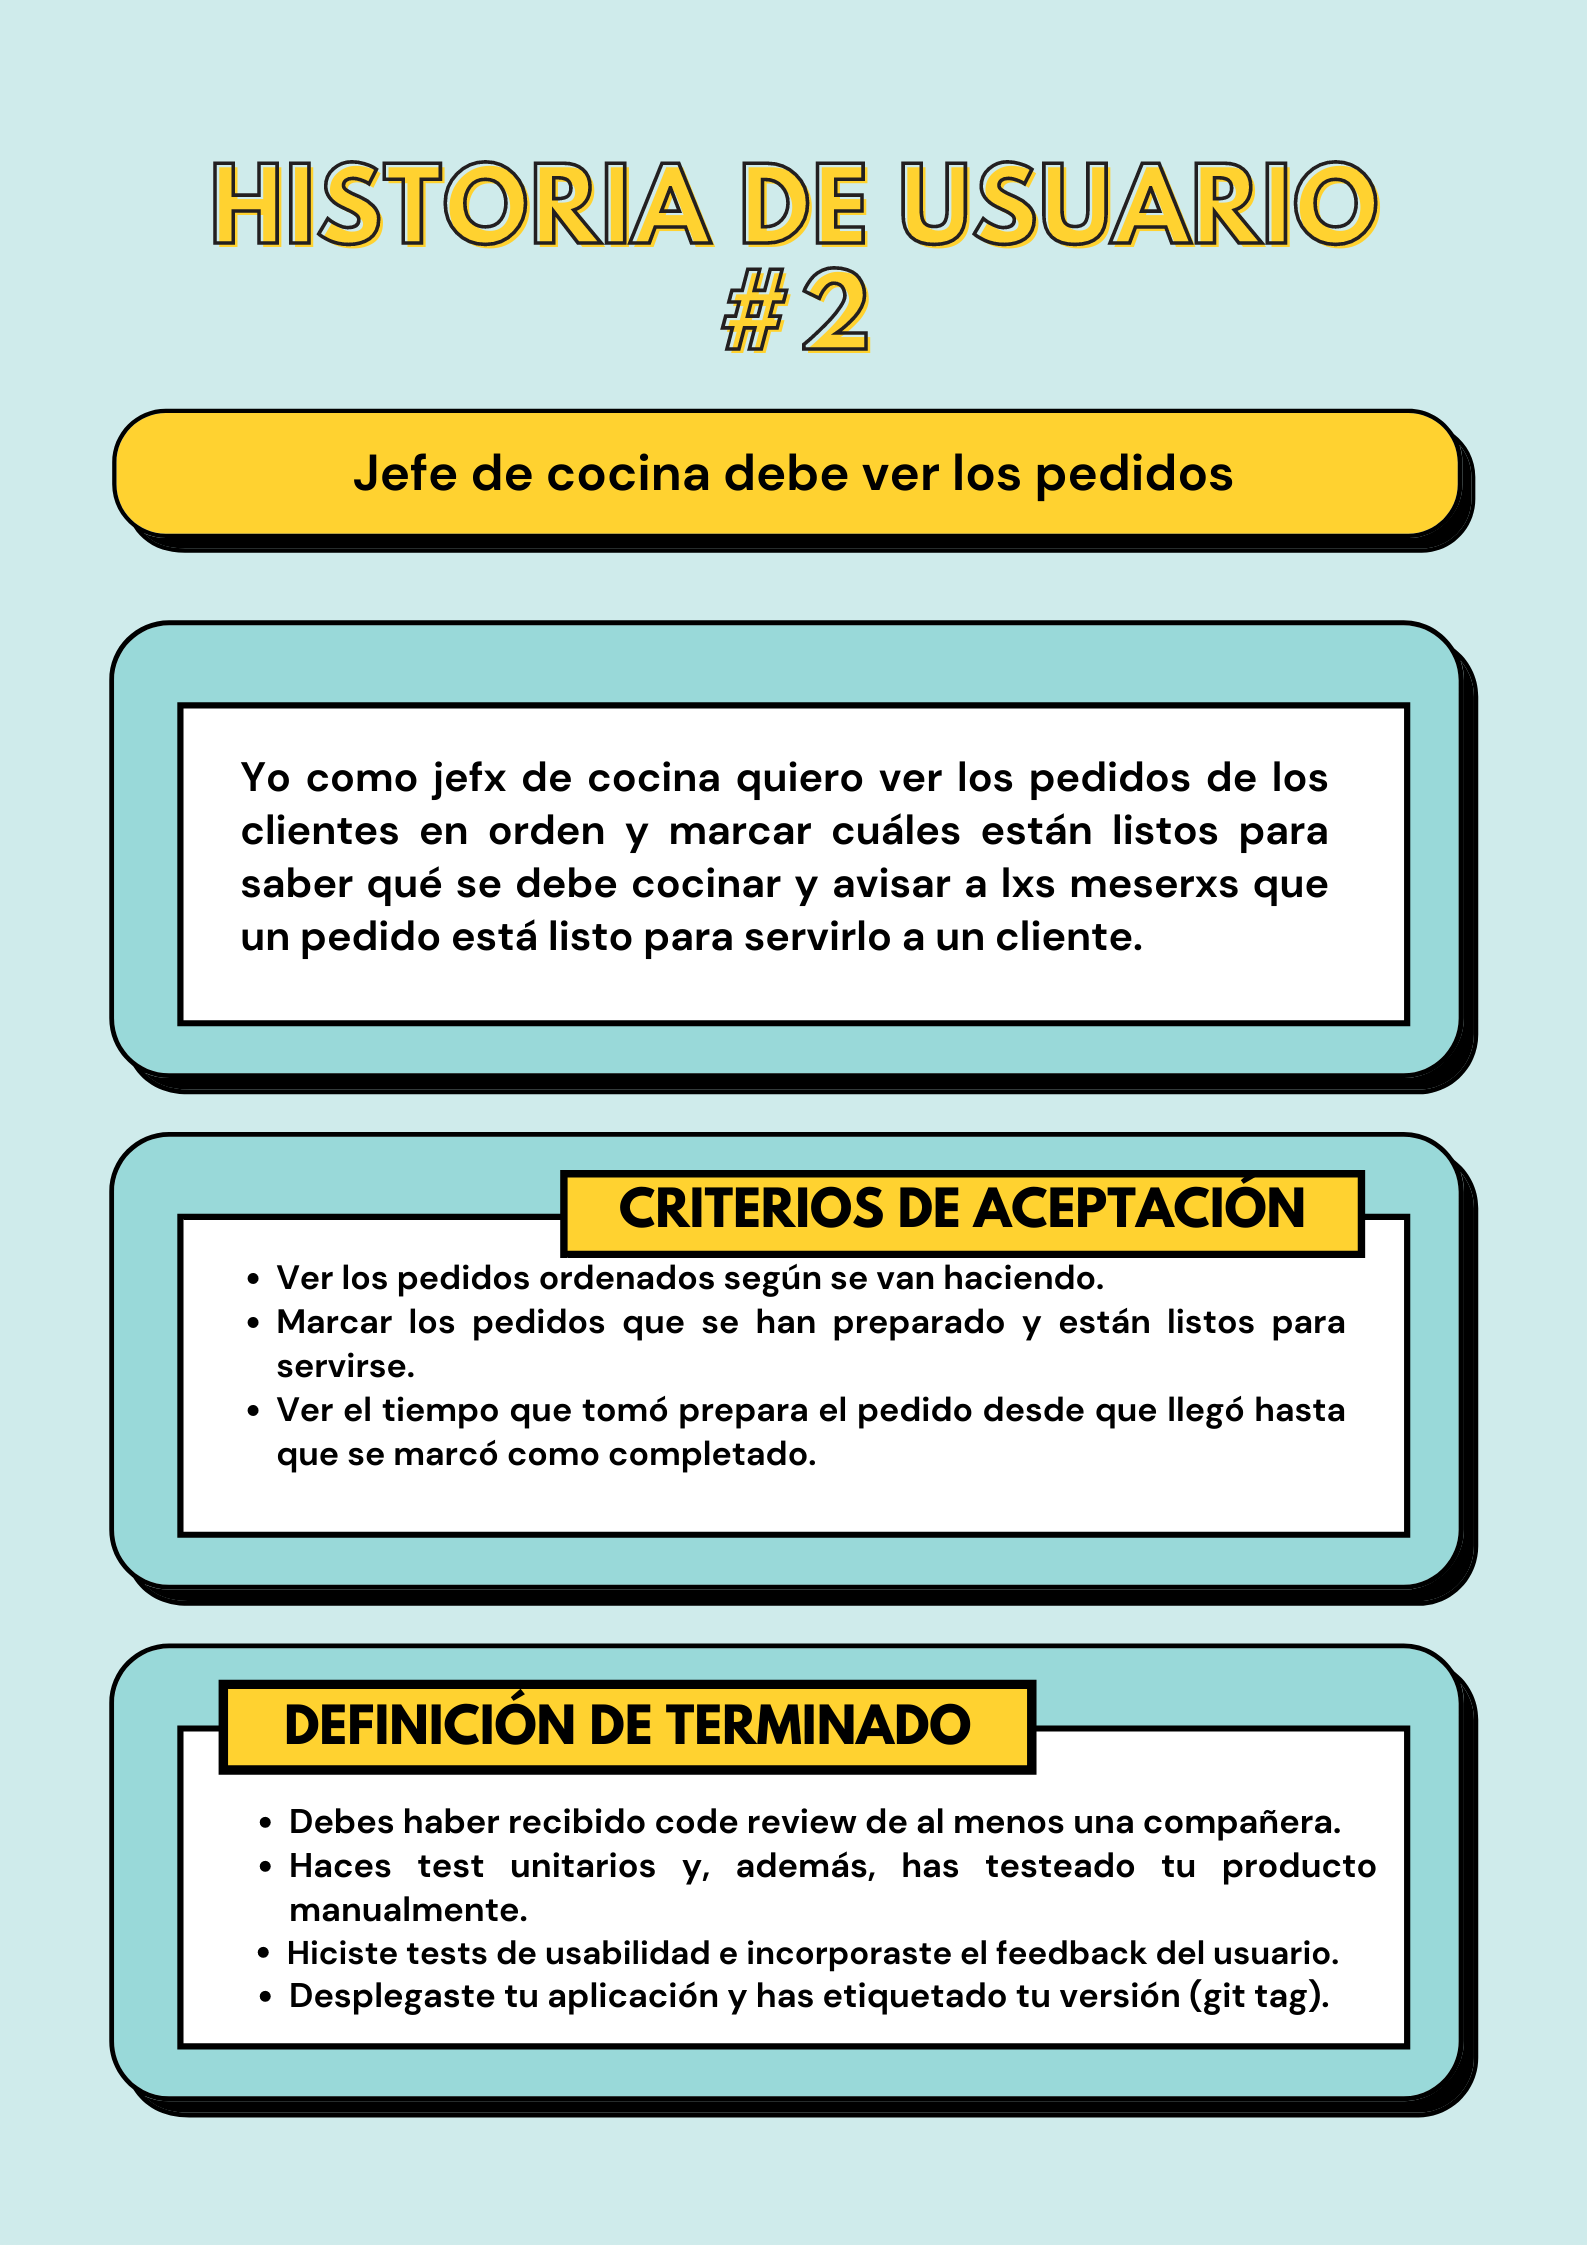 HISTORIA DE USUARIO
#2
Jefe de cocina debe ver los pedidos
Yo como jefx de cocina quiero ver los pedidos de los
clientes en orden y marcar cuáles están listos para
saber qué se debe cocinar y avisar a lxs meserxs que
un pedido está listo para servirlo a un cliente.
CRITERIOS DE ACEPTACIÓN
• Ver los pedidos ordenados según se van haciendo.
• Marcar los pedidos que se han preparado y están listos para
servirse.
• Ver el tiempo que tomó prepara el pedido desde que llegó hasta
que se marcó como completado.
DEFINICIÓN DE TERMINADO
• Debes haber recibido code review de al menos una compañera.
• Haces test unitarios y, además, has testeado tu producto
manualmente.
• Hiciste tests de usabilidad e incorporaste el feedback del usuario.
• Desplegaste tu aplicación y has etiquetado tu versión (git tag).